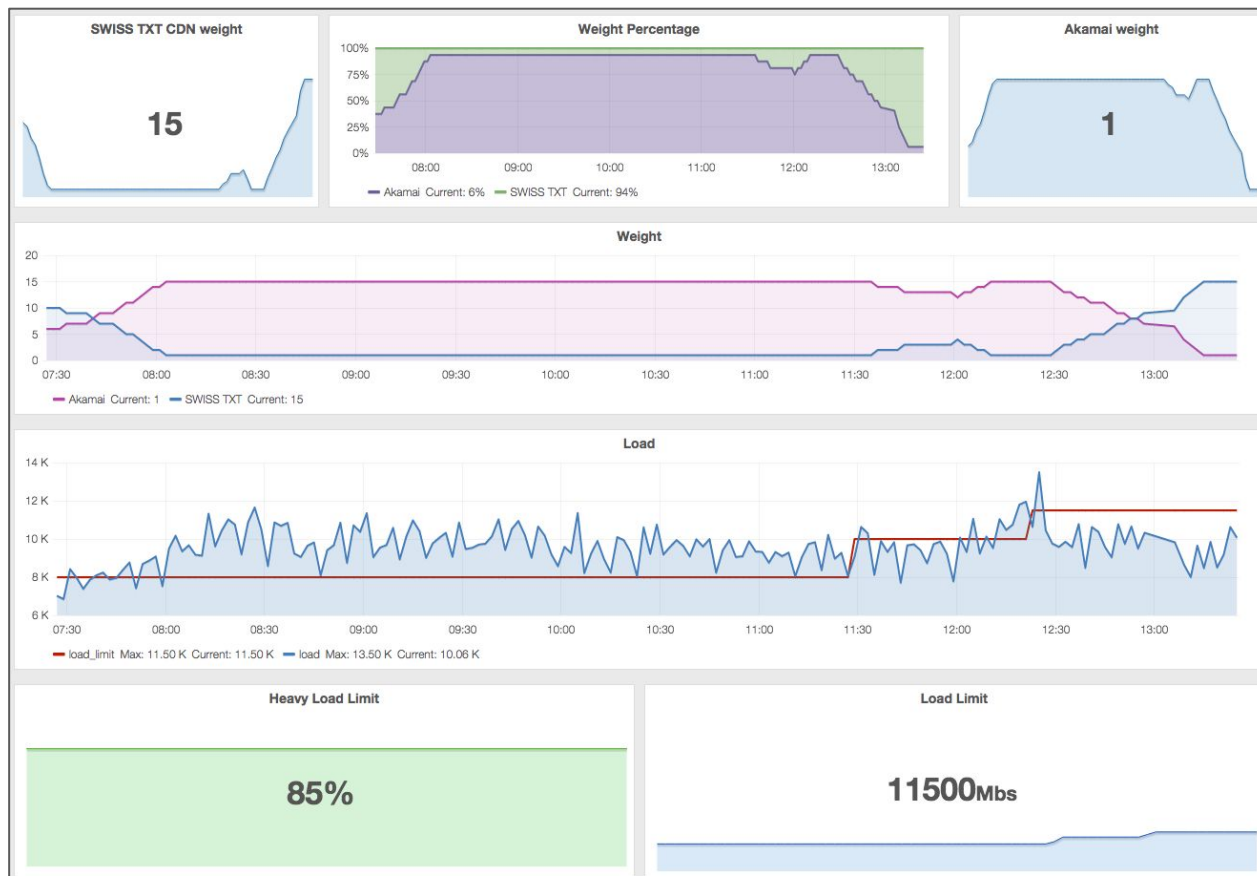 SWISS TXT CDN weight
15
Weight Percentage
100%
75%
50%
25%
0%
08:00 09:00 10:00 11:00 12:00 13:00
Akamai Current: 6% SWISS TXT Current: 94%
Akamai weight
1
Weight
20
15
10
5
0
07:30 08:00 08:30 09:00 09:30 10:00 10:30 11:00 11:30 12:00 12:30 13:00
Akamai Current: 1 SWISS TXT Current: 15
Load
14 K
12 K
10 K
8 K
6 K
07:30 08:00 08:30 09:00 09:30 10:00 10:30 11:00 11:30 12:00 12:30 13:00
load_limit Max: 11.50 K Current: 11.50 K load Max: 13.50 K Current: 10.06 K
Heavy Load Limit
85%
Load Limit
11500Mbs